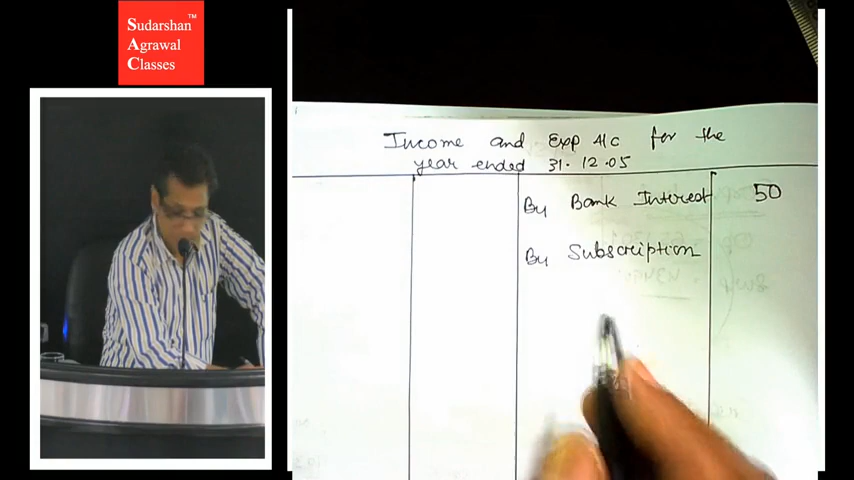 Sudarshan™
Agrawal
Classes
Income and Exp A/c for the
year ended 31.12.05
By Bank Interest 50
By Subscription